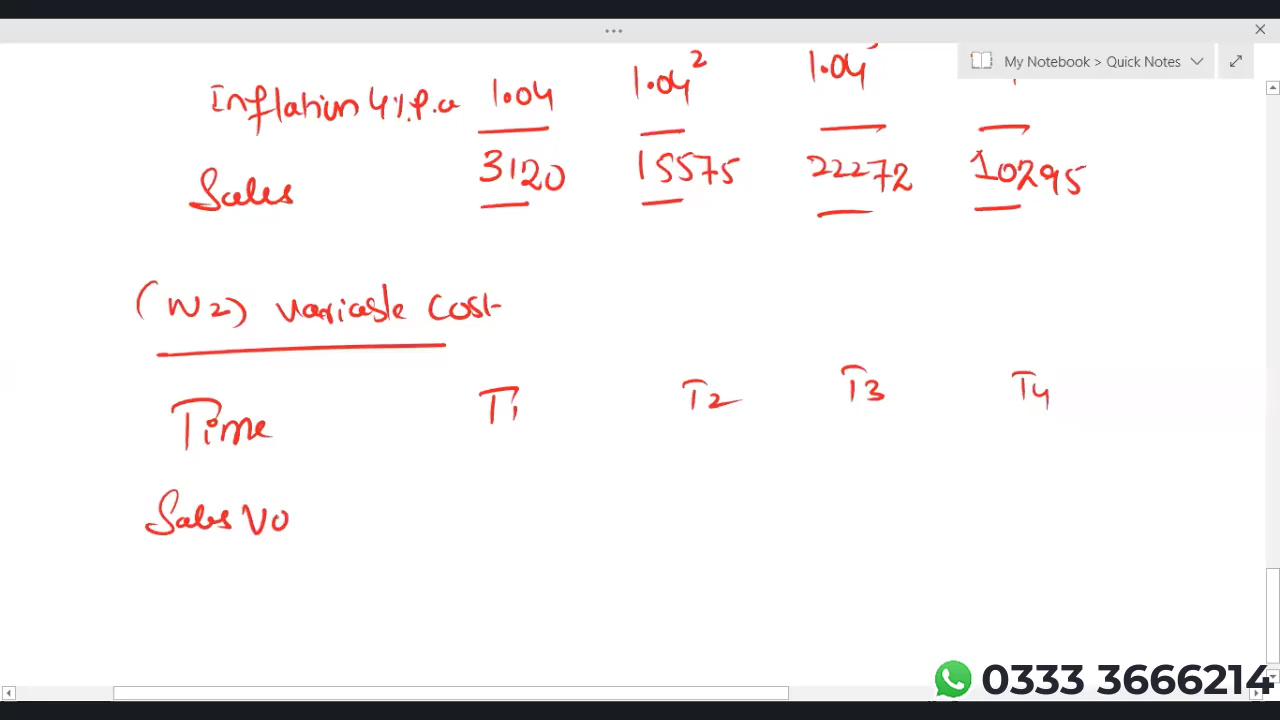 My Notebook > Quick Notes
Inflation 4% p.a 1.04 1.04² 1.04³
Sales 3120 15575 22272 10295
(W2) Variable Cost
Time T1 T2 T3 T4
Sales Vo
0333 3666214